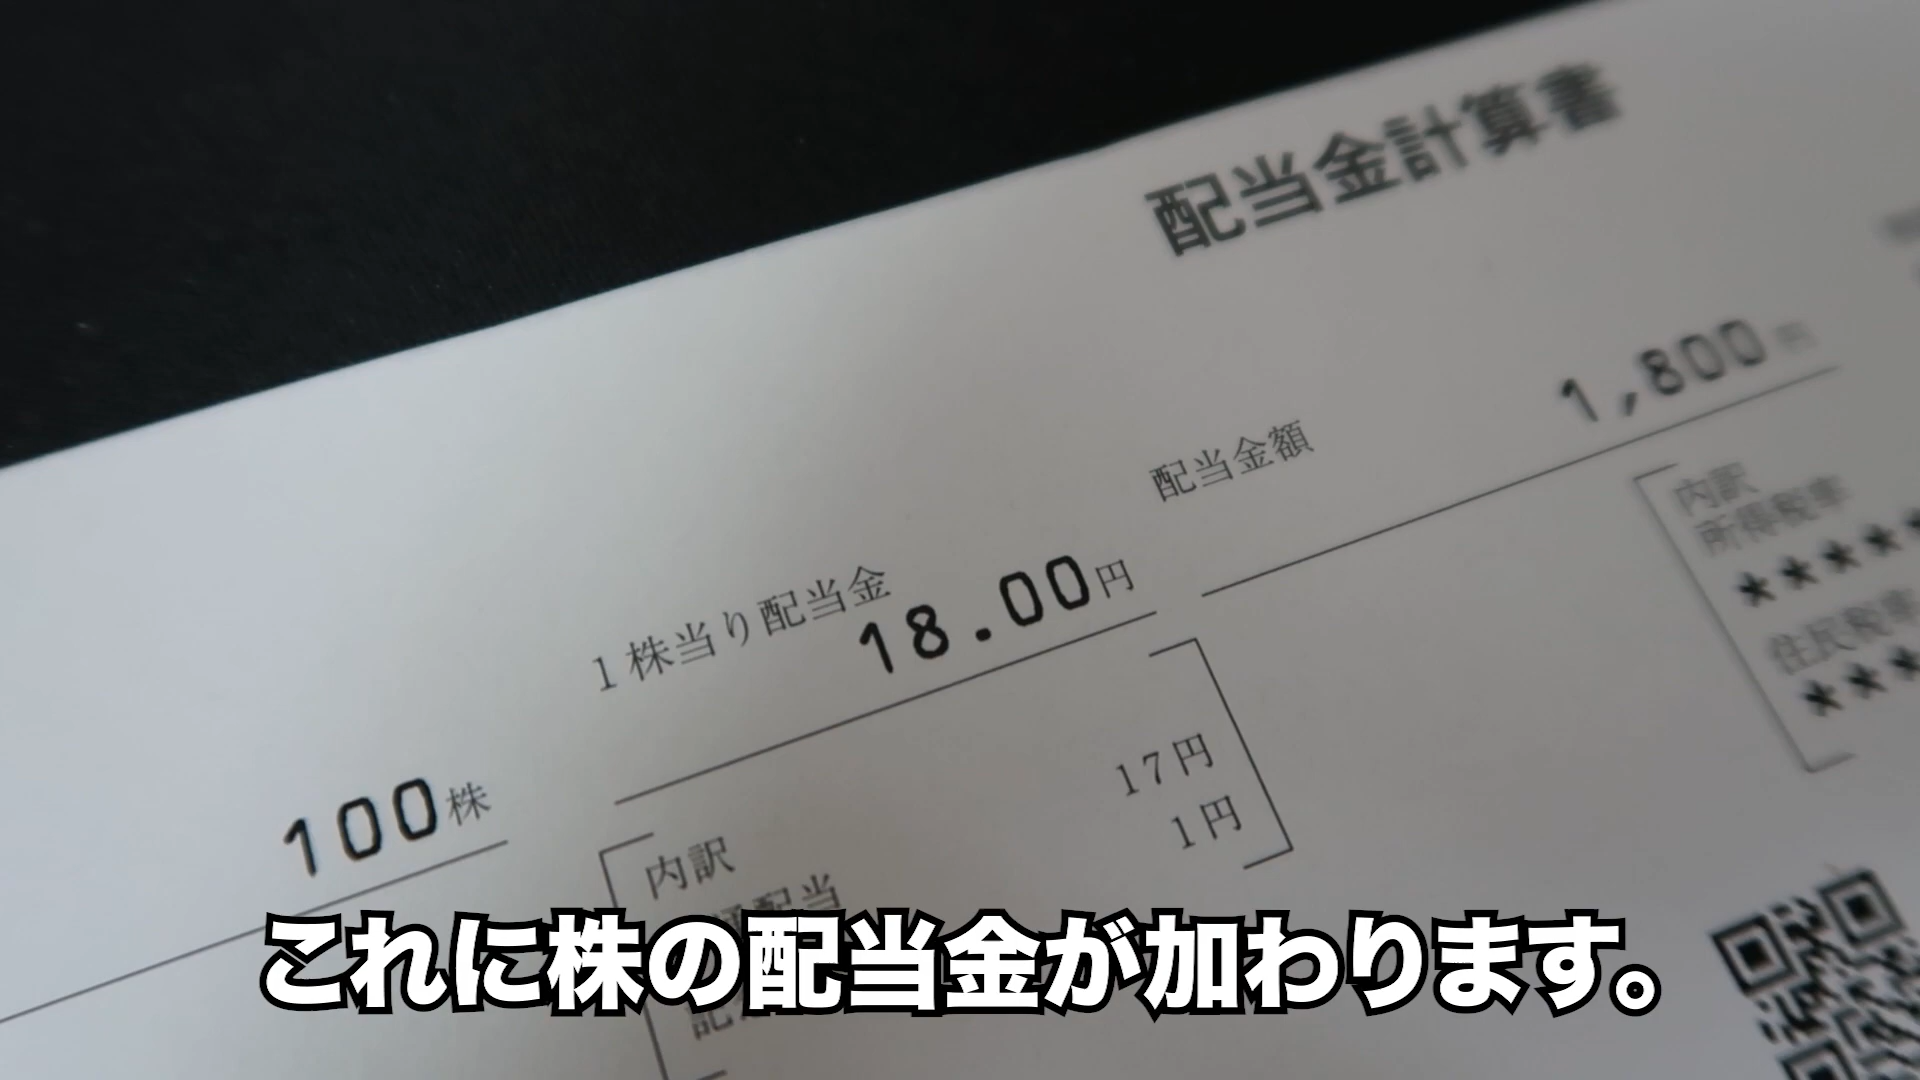 配当金計算書
配当金額
1,800円
1株当り配当金
18.00円
100株
内訳
17円
1円
内訳
所得税率
*****
住民税率
****
これに株の配当金が加わります。